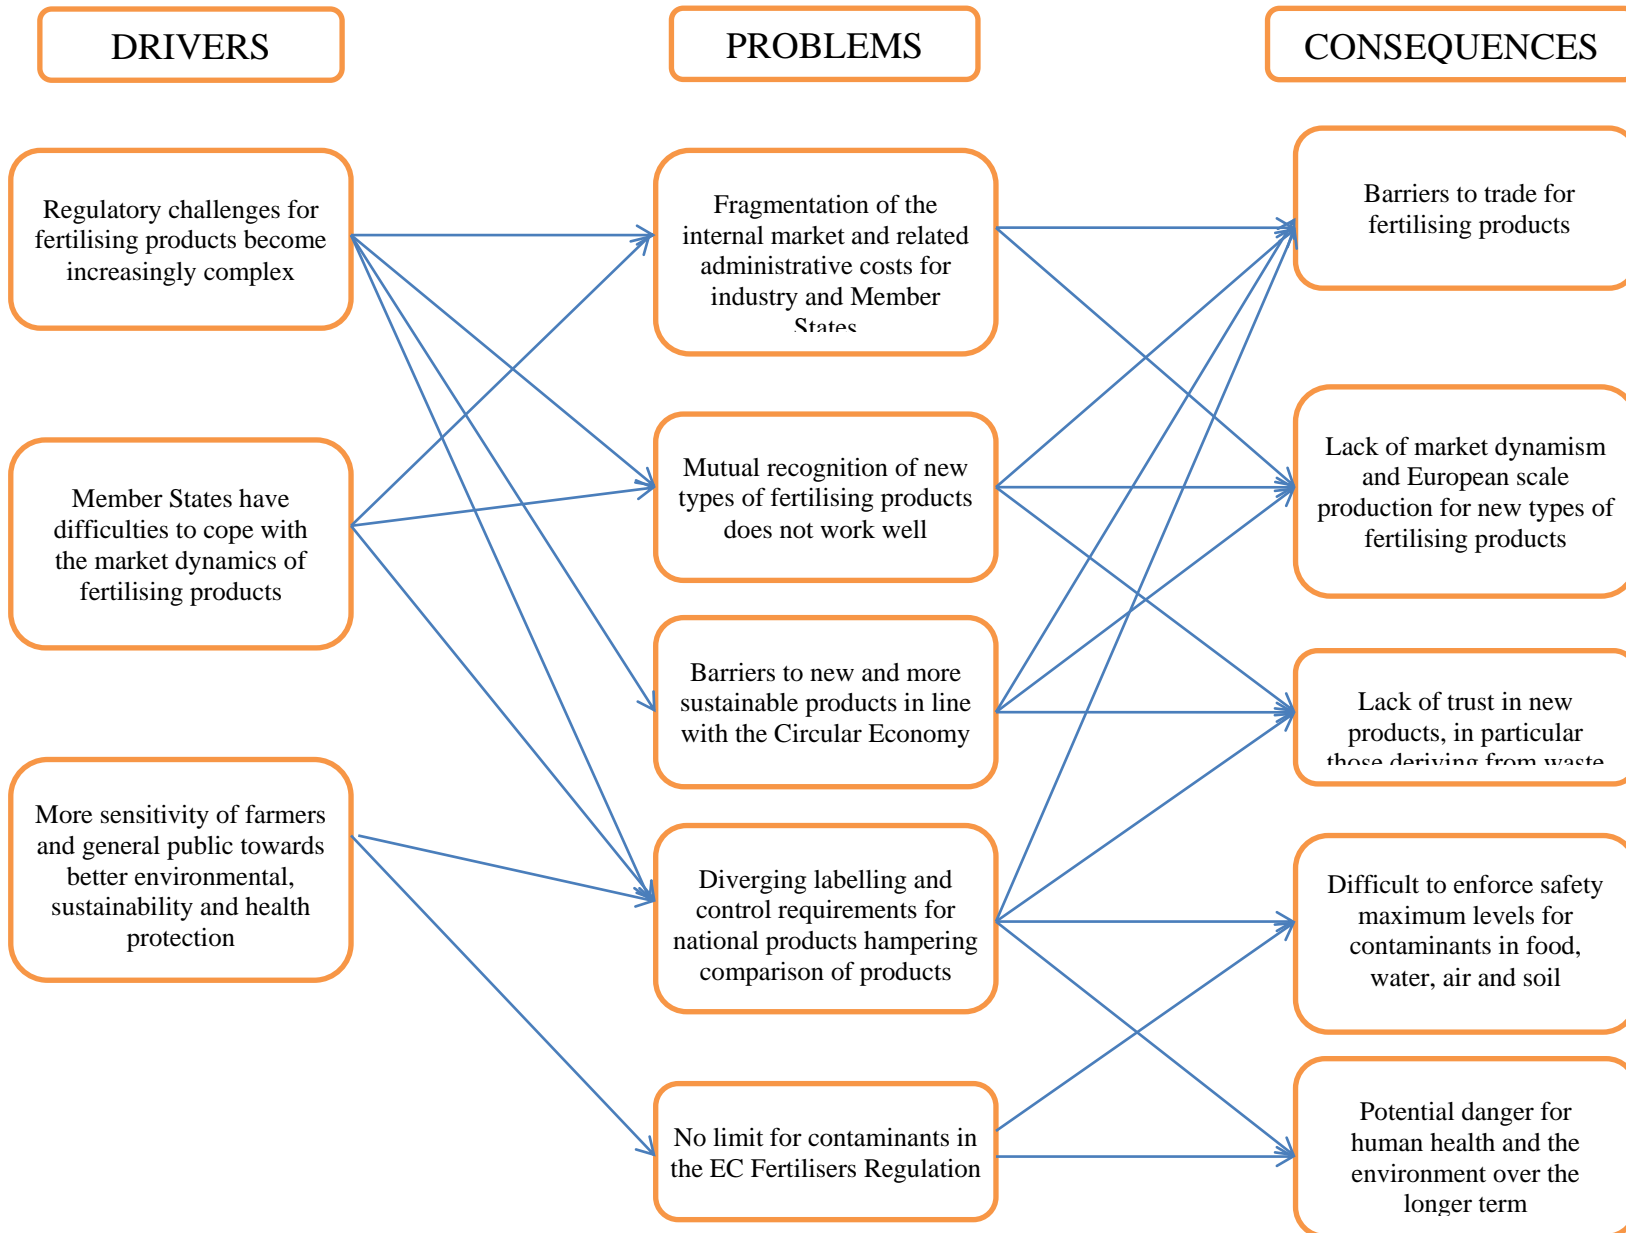 DRIVERS
PROBLEMS
CONSEQUENCES
Regulatory challenges for
fertilising products become
increasingly complex
Member States have
difficulties to cope with
the market dynamics of
fertilising products
More sensitivity of farmers
and general public towards
better environmental,
sustainability and health
protection
Fragmentation of the
internal market and related
administrative costs for
industry and Member
States
Mutual recognition of new
types of fertilising products
does not work well
Barriers to new and more
sustainable products in line
with the Circular Economy
Diverging labelling and
control requirements for
national products hampering
comparison of products
No limit for contaminants in
the EC Fertilisers Regulation
Barriers to trade for
fertilising products
Lack of market dynamism
and European scale
production for new types of
fertilising products
Lack of trust in new
products, in particular
those deriving from waste
Difficult to enforce safety
maximum levels for
contaminants in food,
water, air and soil
Potential danger for
human health and the
environment over the
longer term